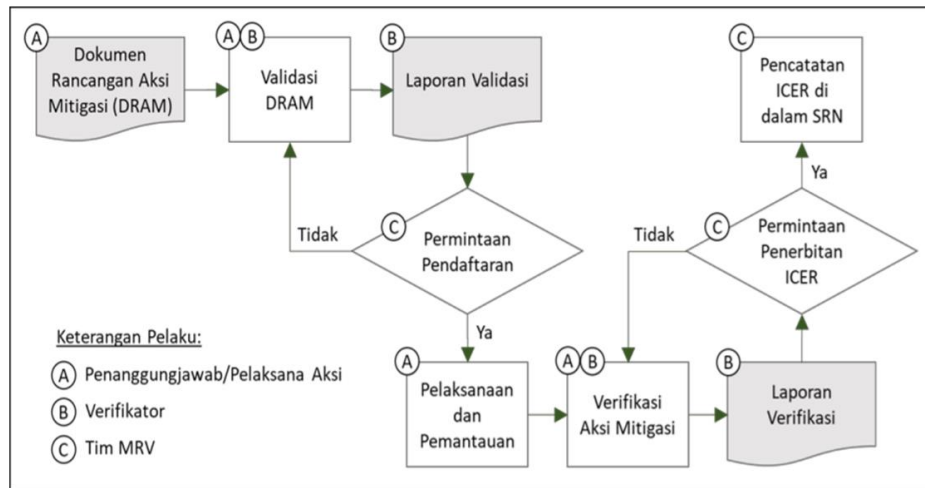 A
Dokumen
Rancangan Aksi
Mitigasi (DRAM)
A B
Validasi
DRAM
B
Laporan Validasi
C
Pencatatan
ICER di
dalam SRN
Ya
Tidak
C
Permintaan
Pendaftaran
Tidak
C
Permintaan
Penerbitan
ICER
Ya
Keterangan Pelaku:
A Penanggungjawab/Pelaksana Aksi
B Verifikator
C Tim MRV
A
Pelaksanaan
dan
Pemantauan
A B
Verifikasi
Aksi Mitigasi
B
Laporan
Verifikasi